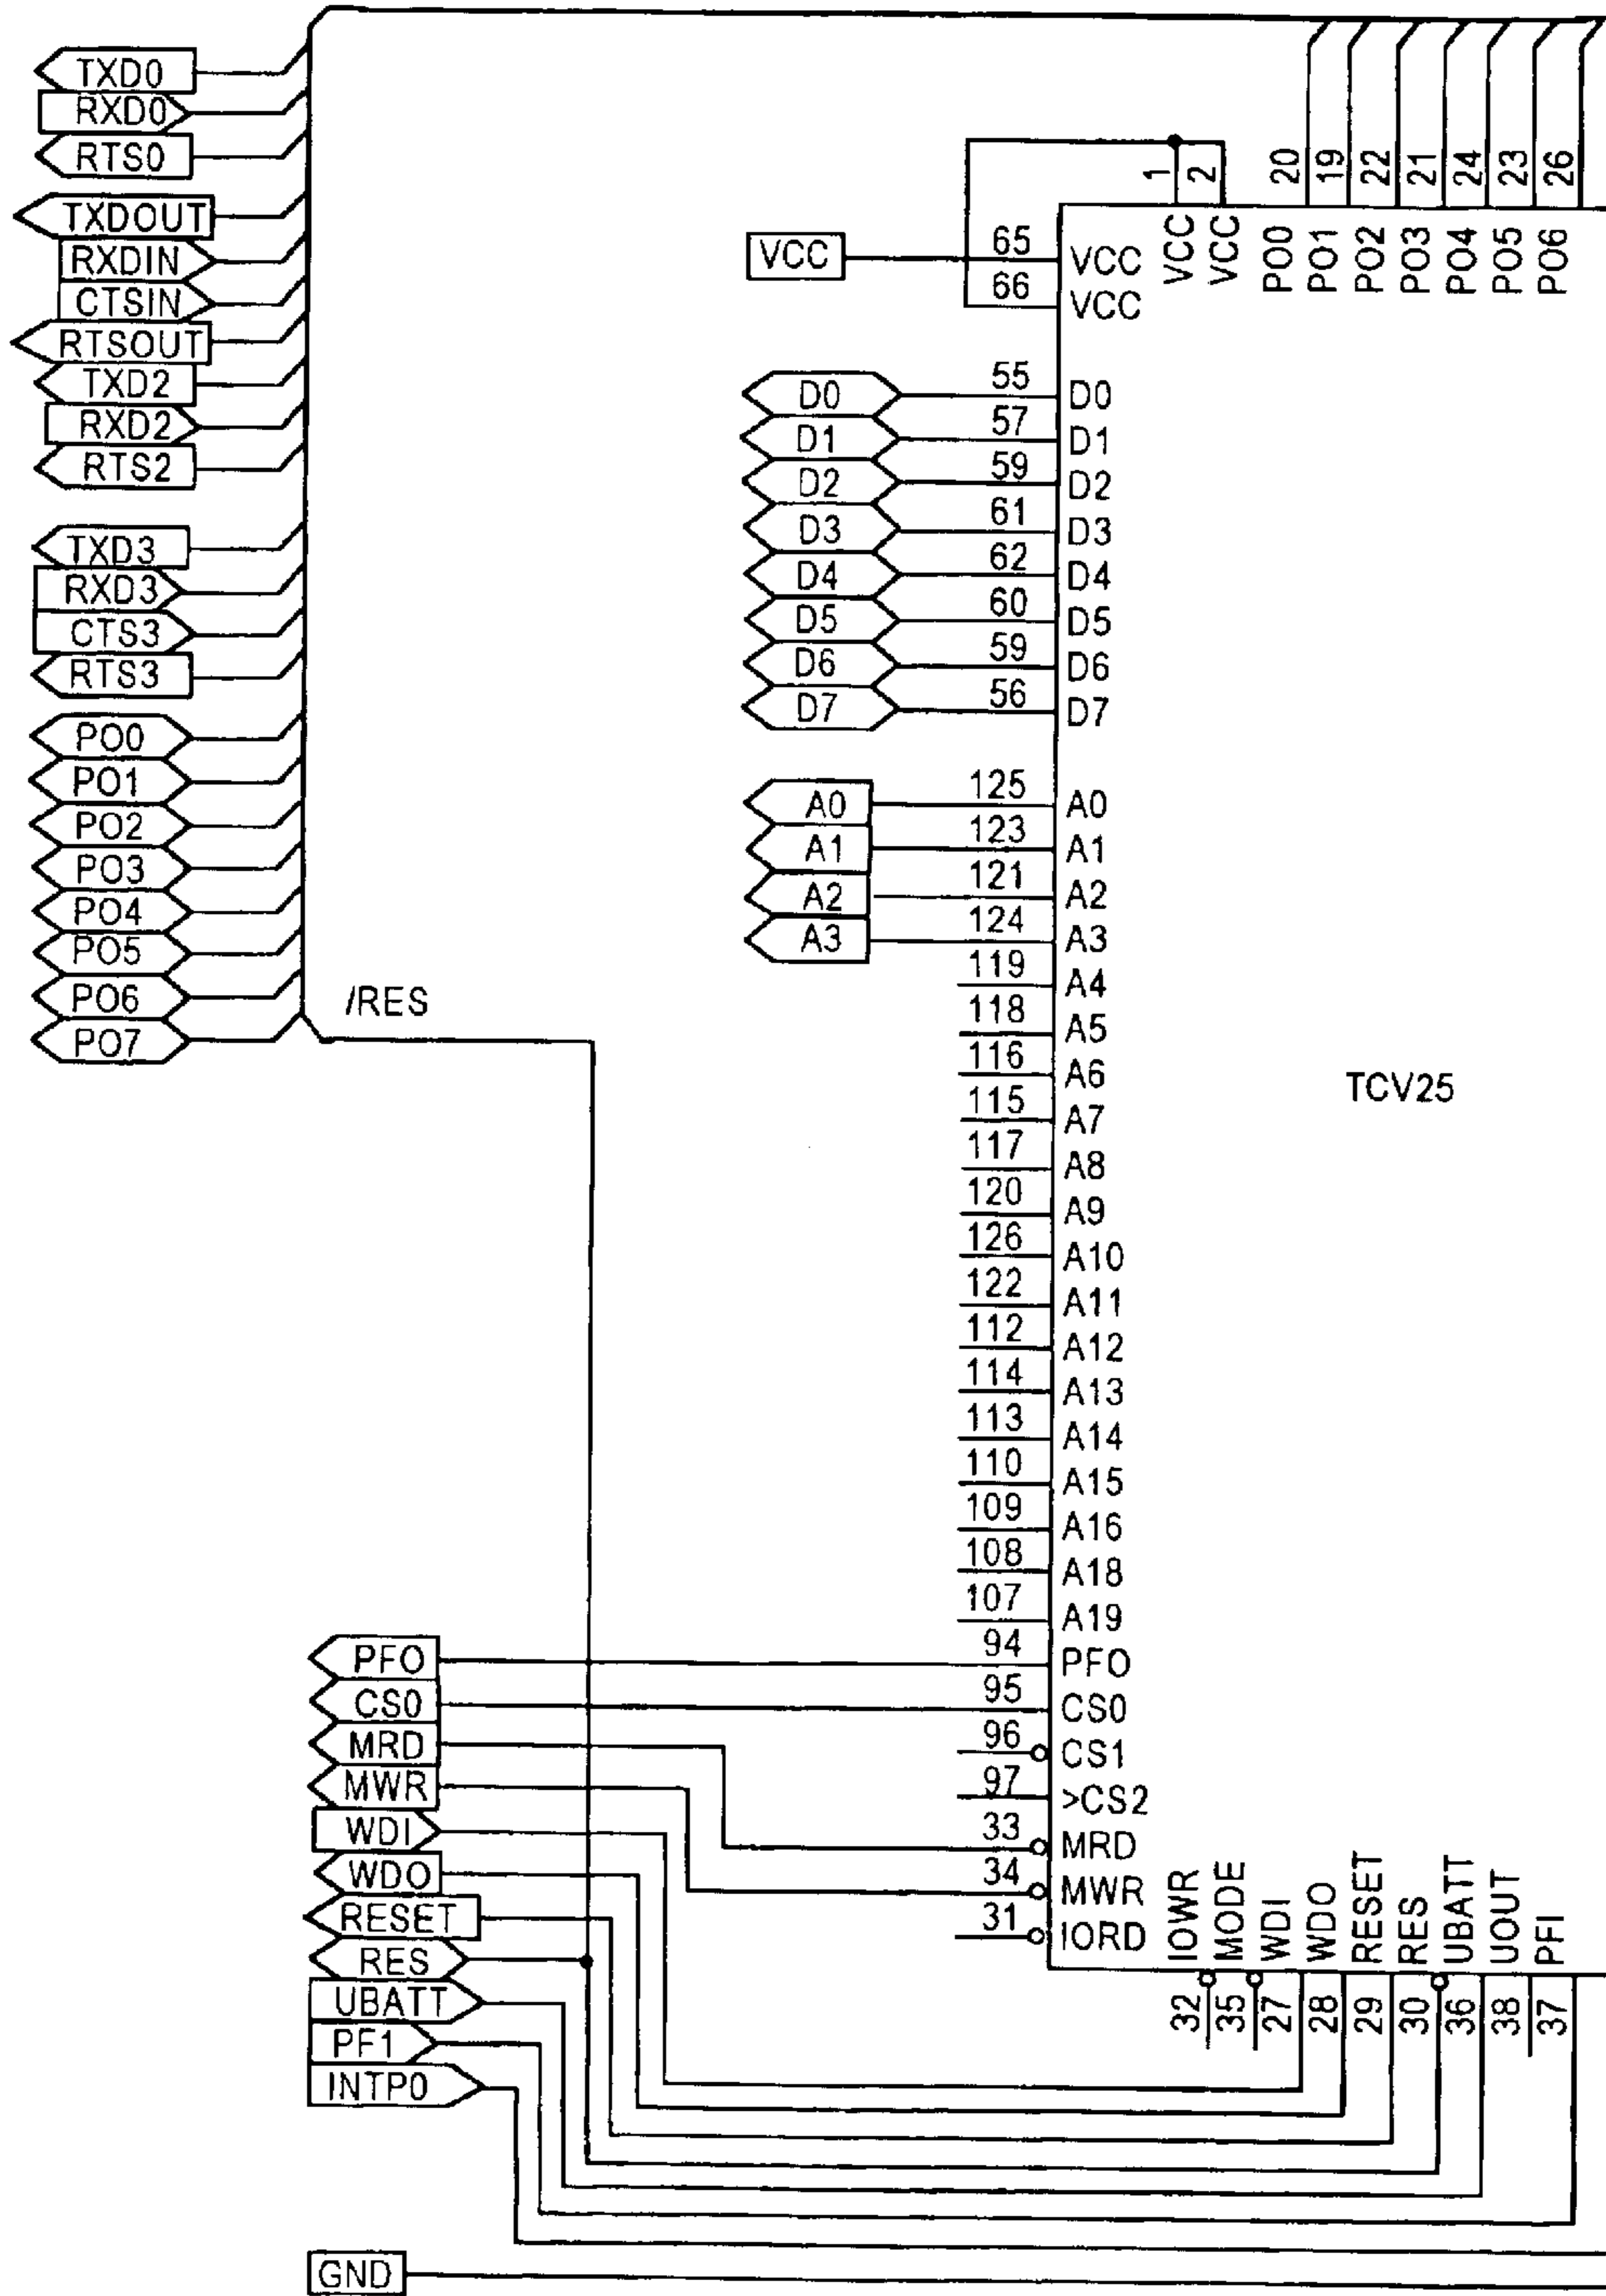 TXD0
RXD0
RTS0
TXDOUT
RXDIN
CTSIN
RTSOUT
TXD2
RXD2
RTS2
TXD3
RXD3
CTS3
RTS3
PO0
PO1
PO2
PO3
PO4
PO5
PO6
PO7
/RES
1 2 20 19 22 21 24 23 26
VCC VCC PO0 PO1 PO2 PO3 PO4 PO5 PO6
VCC 65 VCC
66 VCC
D0 55 D0
D1 57 D1
D2 59 D2
D3 61 D3
D4 62 D4
D5 60 D5
D6 59 D6
D7 56 D7
A0 125 A0
A1 123 A1
A2 121 A2
A3 124 A3
119 A4
118 A5
116 A6
TCV25
115 A7
117 A8
120 A9
126 A10
122 A11
112 A12
114 A13
113 A14
110 A15
109 A16
108 A18
107 A19
PFO 94 PFO
CS0 95 CS0
MRD 96 CS1
MWR 97 >CS2
WDI 33 MRD
WDO 34 MWR
RESET 31 IORD
RES
UBATT
PF1
INTP0
IOWR MODE WDI WDO RESET RES UBATT UOUT PFI
32 35 27 28 29 30 36 38 37
GND